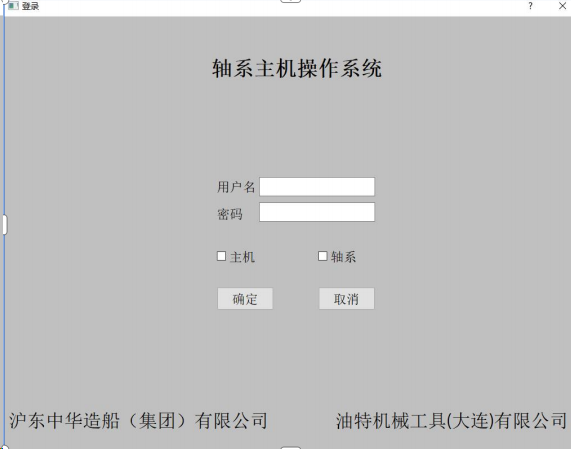 登录
轴系主机操作系统
用户名
密码
主机 轴系
确定 取消
沪东中华造船（集团）有限公司 油特机械工具(大连)有限公司